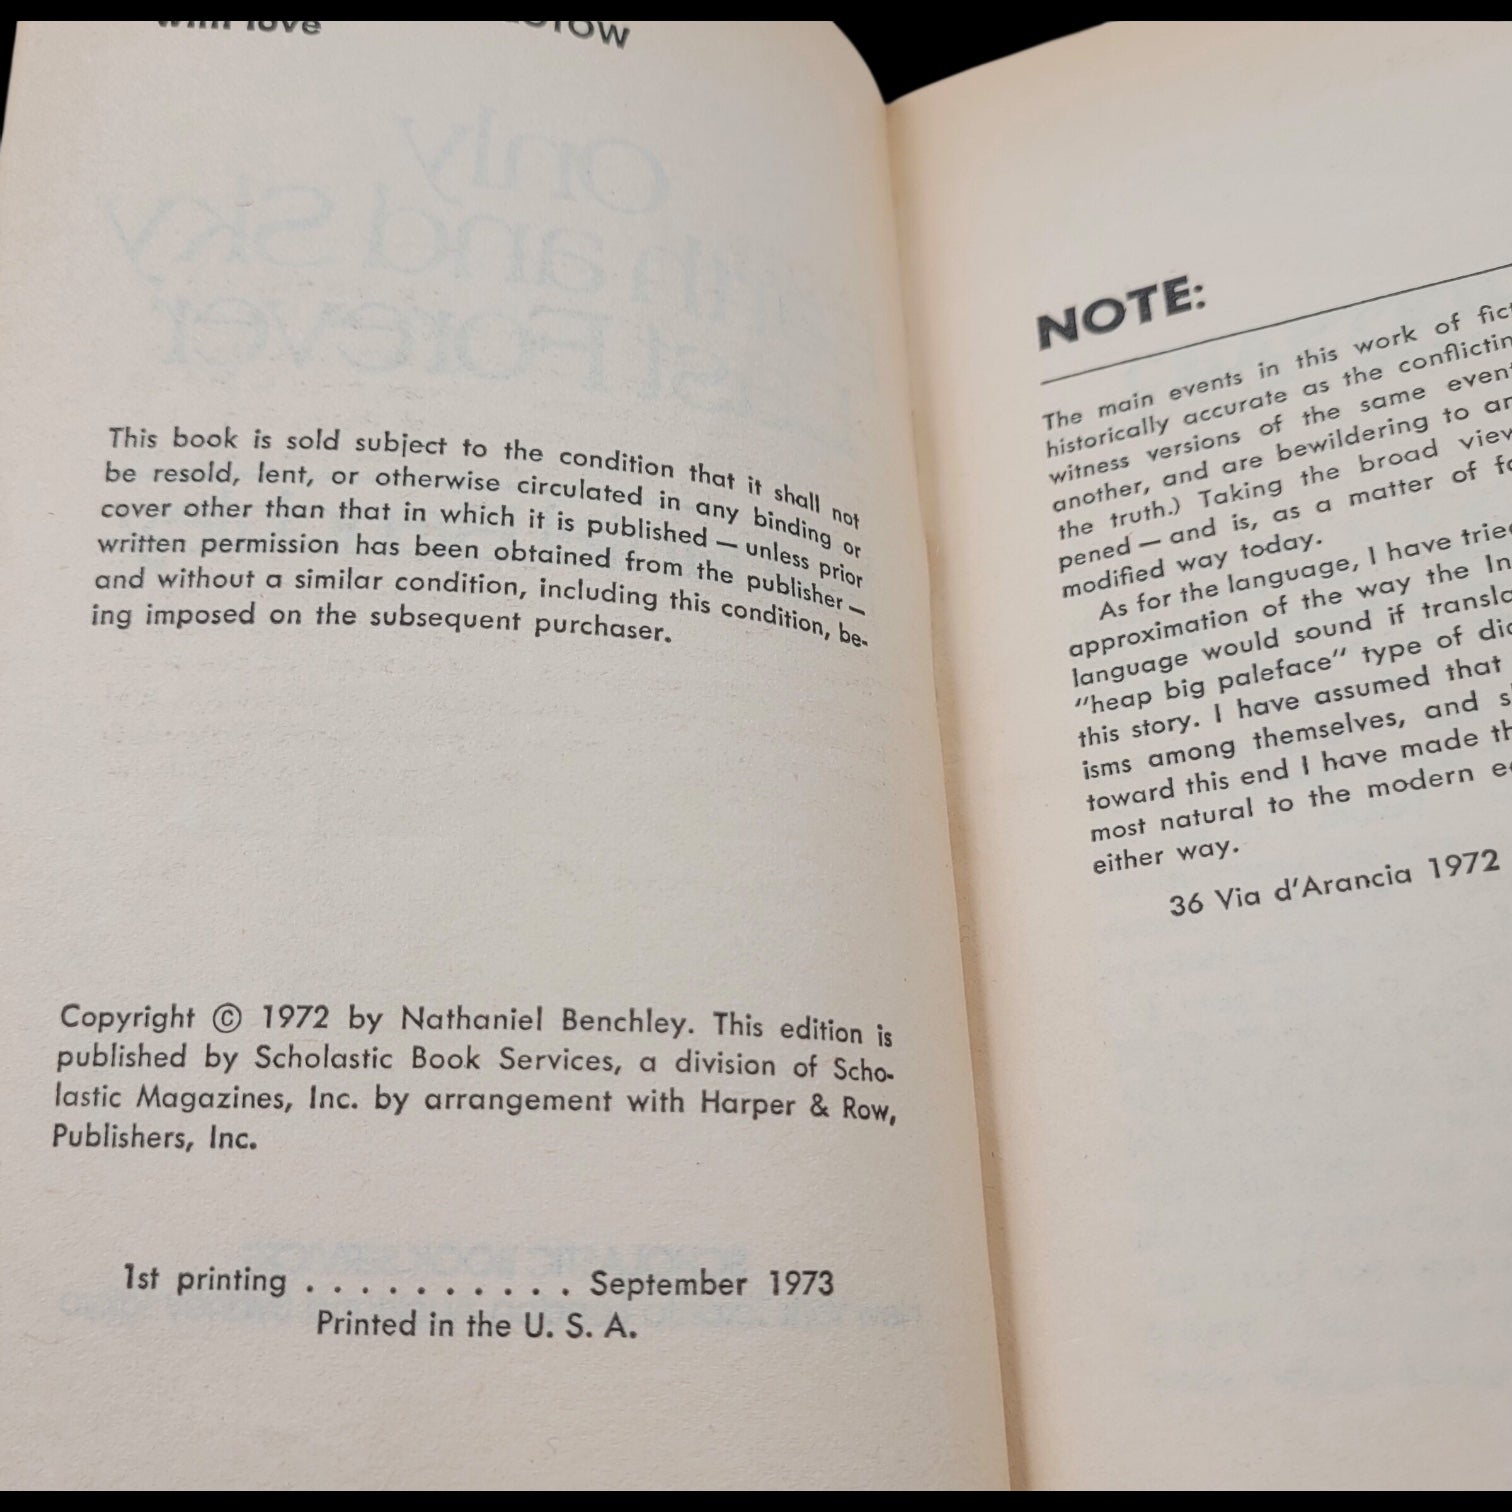 with love
This book is sold subject to the condition that it shall not
be resold, lent, or otherwise circulated in any binding or
cover other than that in which it is published — unless prior
written permission has been obtained from the publisher —
and without a similar condition, including this condition, be-
ing imposed on the subsequent purchaser.
Copyright © 1972 by Nathaniel Benchley. This edition is
published by Scholastic Book Services, a division of Scho-
lastic Magazines, Inc. by arrangement with Harper & Row,
Publishers, Inc.
1st printing . . . . . . . . . . September 1973
Printed in the U. S. A.
NOTE:
The main events in this work of
historically accurate as the
witness versions of the same
another, and are bewildering to
the truth.) Taking the broad
pened — and is, as a matter of
modified way today.
As for the language, I have
approximation of the way the
language would sound if
"heap big paleface" type of
this story. I have assumed that
isms among themselves, and
toward this end I have made
most natural to the modern
either way.
36 Via d'Arancia 1972